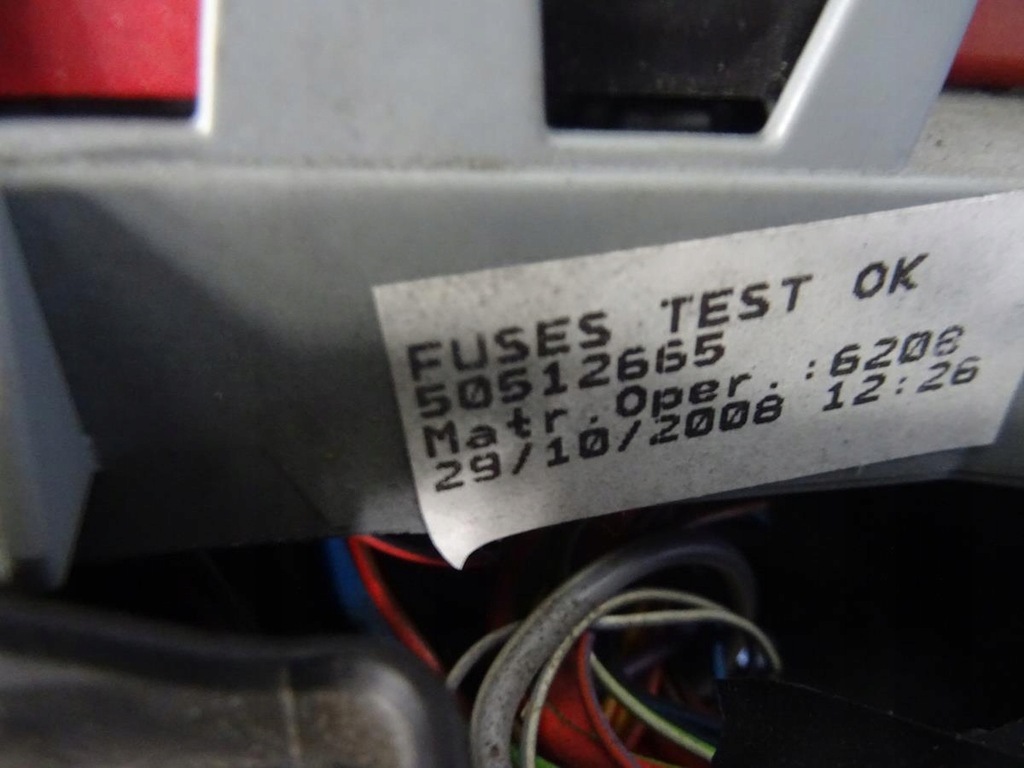 FUSES TEST OK
50512665
Matr.Oper.:6208
29/10/2008 12:26